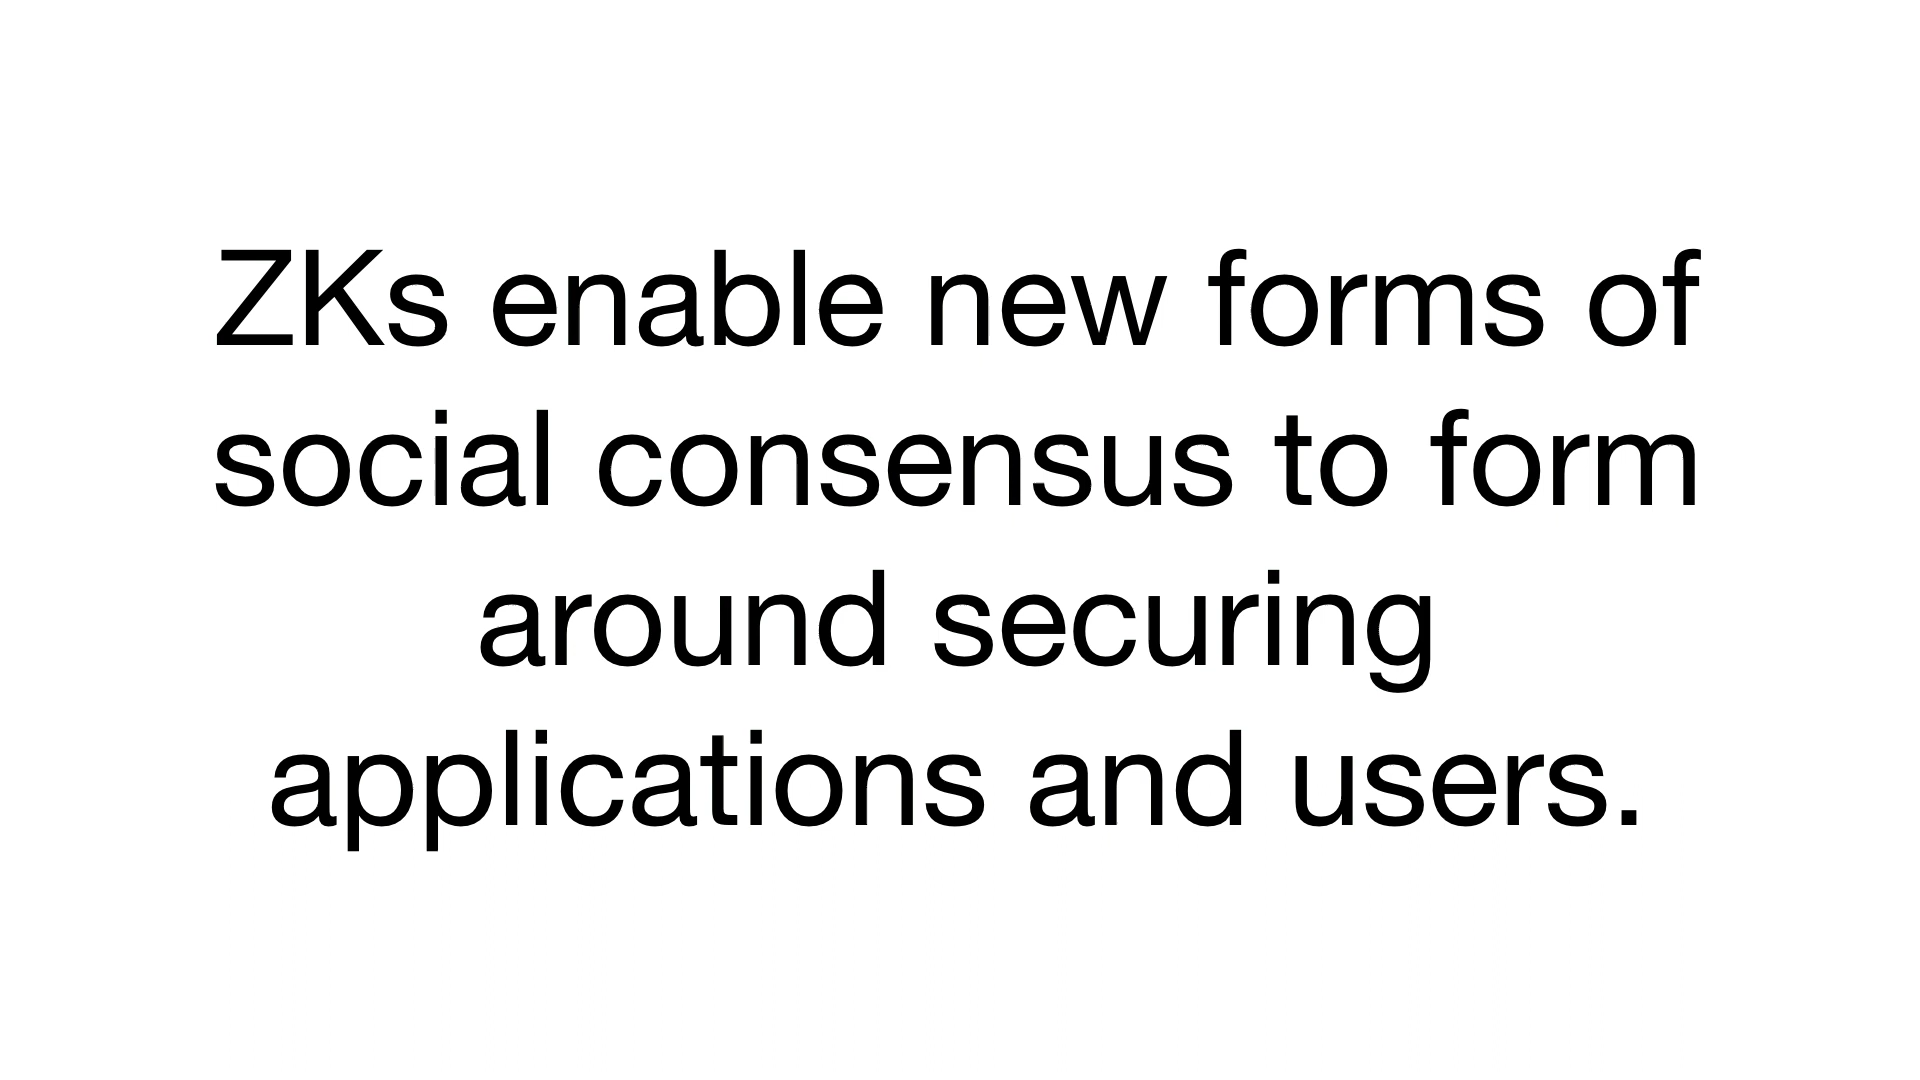 ZKs enable new forms of
social consensus to form
around securing
applications and users.